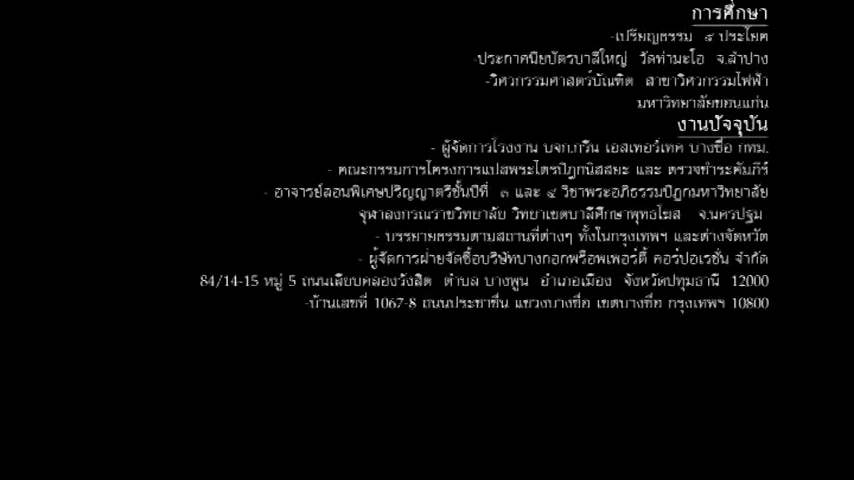 การศึกษา
-เปรียญธรรม ๔ ประโยค
-ประกาศนียบัตรบาลีใหญ่ วัดท่ามะโอ จ.ลำปาง
-วิศวกรรมศาสตร์บัณฑิต สาขาวิศวกรรมไฟฟ้า
มหาวิทยาลัยขอนแก่น
งานปัจจุบัน
- ผู้จัดการโรงงาน บจก.กรีน เอสเทอร์เทค บางซื่อ กทม.
- คณะกรรมการโครงการแปลพระไตรปิฎกนิสสยะ และ ตรวจชำระคัมภีร์
- อาจารย์สอนพิเศษปริญญาตรีชั้นปีที่ ๓ และ ๔ วิชาพระอภิธรรมปิฎกมหาวิทยาลัย
จุฬาลงกรณราชวิทยาลัย วิทยาเขตบาลีศึกษาพุทธโฆส จ.นครปฐม
- บรรยายธรรมตามสถานที่ต่างๆ ทั้งในกรุงเทพฯ และต่างจัดหวัด
- ผู้จัดการฝ่ายจัดซื้อบริษัทบางกอกพร็อพเพอร์ตี้ คอร์ปอเรชั่น จำกัด
84/14-15 หมู่ 5 ถนนเลียบคลองรังสิต ตำบล บางพูน อำเภอเมือง จังหวัดปทุมธานี 12000
-บ้านเลขที่ 1067-8 ถนนประชาชื่น แขวงบางซื่อ เขตบางซื่อ กรุงเทพฯ 10800